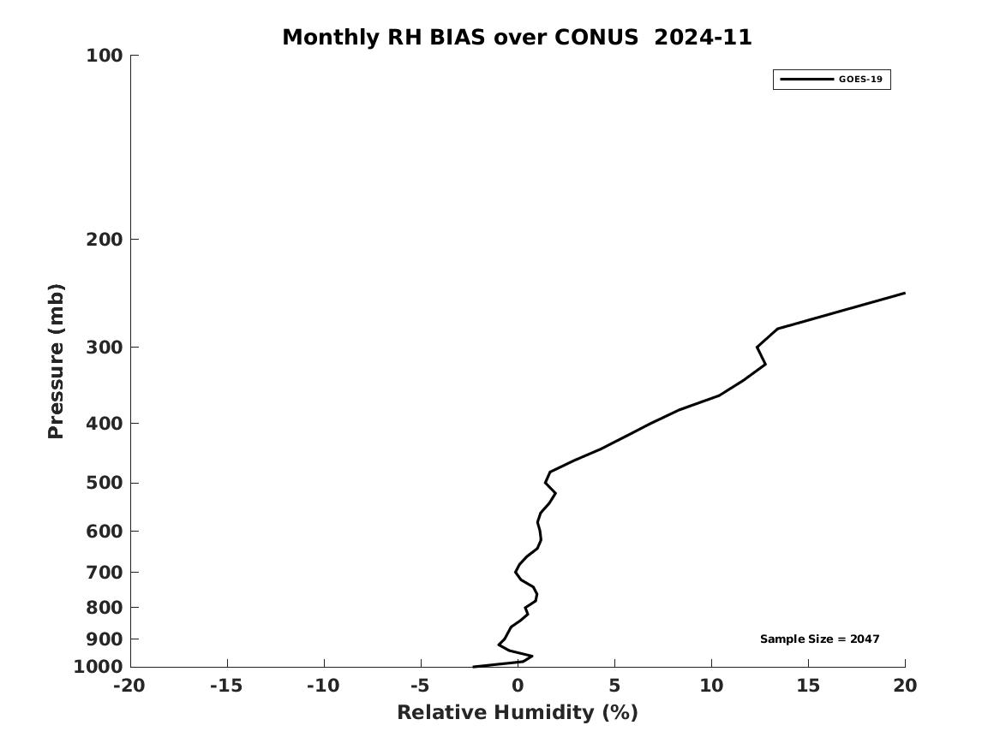 Monthly RH BIAS over CONUS  2024-11
GOES-19
100
200
300
400
500
600
700
800
900
1000
Pressure (mb)
Sample Size = 2047
-20 -15 -10 -5 0 5 10 15 20
Relative Humidity (%)